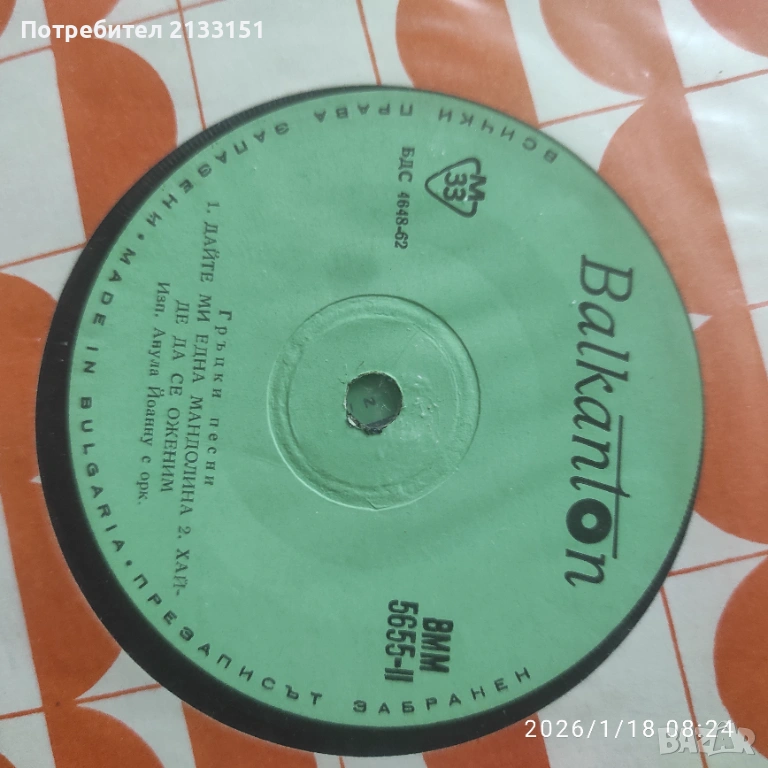 Потребител 2133151
Balkanton
ВСИЧКИ ПРАВА ЗАПАЗЕНИ • MADE IN BULGARIA • ПРЕЗАПИСЪТ ЗАБРАНЕН
M
33
БДС 4648-62
ВММ
5655-II
Гръцки песни
1. ДАЙТЕ МИ ЕДНА МАНДОЛИНА 2. ХАЙ-
ДЕ ДА СЕ ОЖЕНИМ
Изп. Анула Йоанну с орк.
2
2026/1/18 08:24
BAZAR